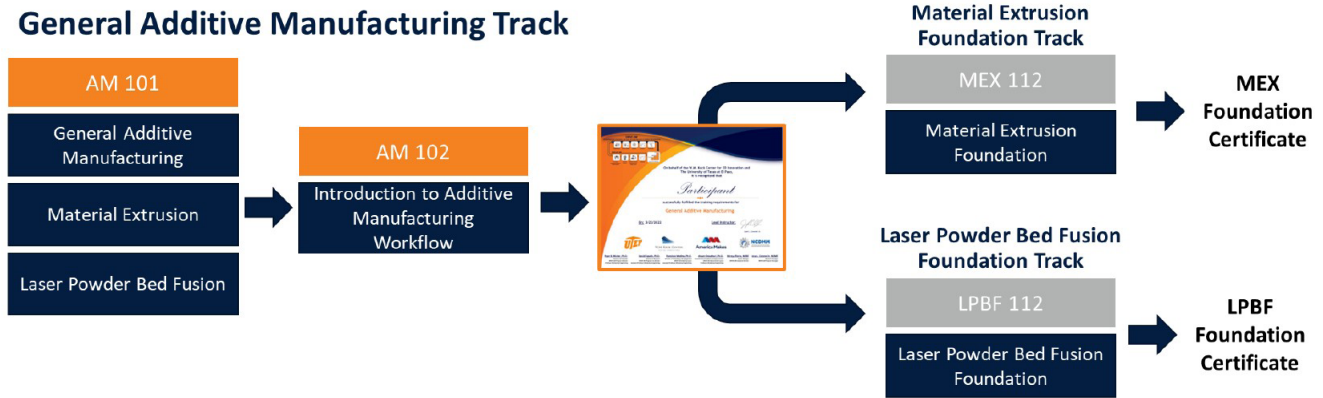 General Additive Manufacturing Track
AM 101
General Additive
Manufacturing
Material Extrusion
Laser Powder Bed Fusion
AM 102
Introduction to Additive
Manufacturing
Workflow
Participant
General Additive Manufacturing
America Makes
Material Extrusion
Foundation Track
MEX 112
Material Extrusion
Foundation
MEX
Foundation
Certificate
Laser Powder Bed Fusion
Foundation Track
LPBF 112
Laser Powder Bed Fusion
Foundation
LPBF
Foundation
Certificate